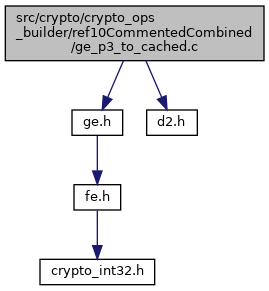 src/crypto/crypto_ops
_builder/ref10CommentedCombined
/ge_p3_to_cached.c
ge.h
d2.h
fe.h
crypto_int32.h